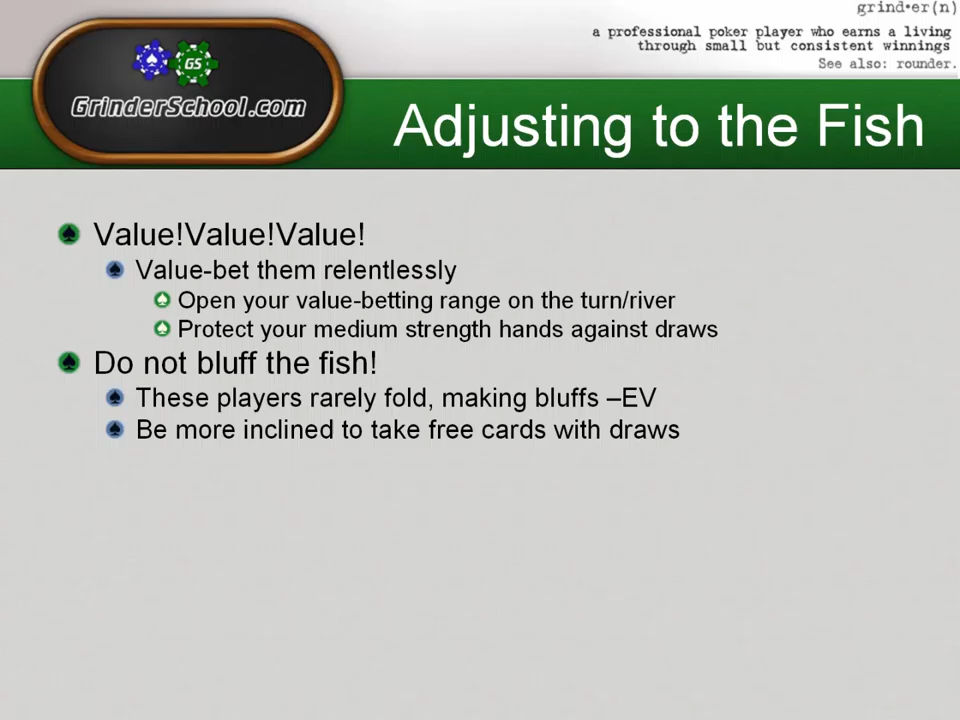 grind•er(n)
a professional poker player who earns a living
through small but consistent winnings
See also: rounder.
GS
GrinderSchool.com
Adjusting to the Fish
Value!Value!Value!
Value-bet them relentlessly
Open your value-betting range on the turn/river
Protect your medium strength hands against draws
Do not bluff the fish!
These players rarely fold, making bluffs –EV
Be more inclined to take free cards with draws